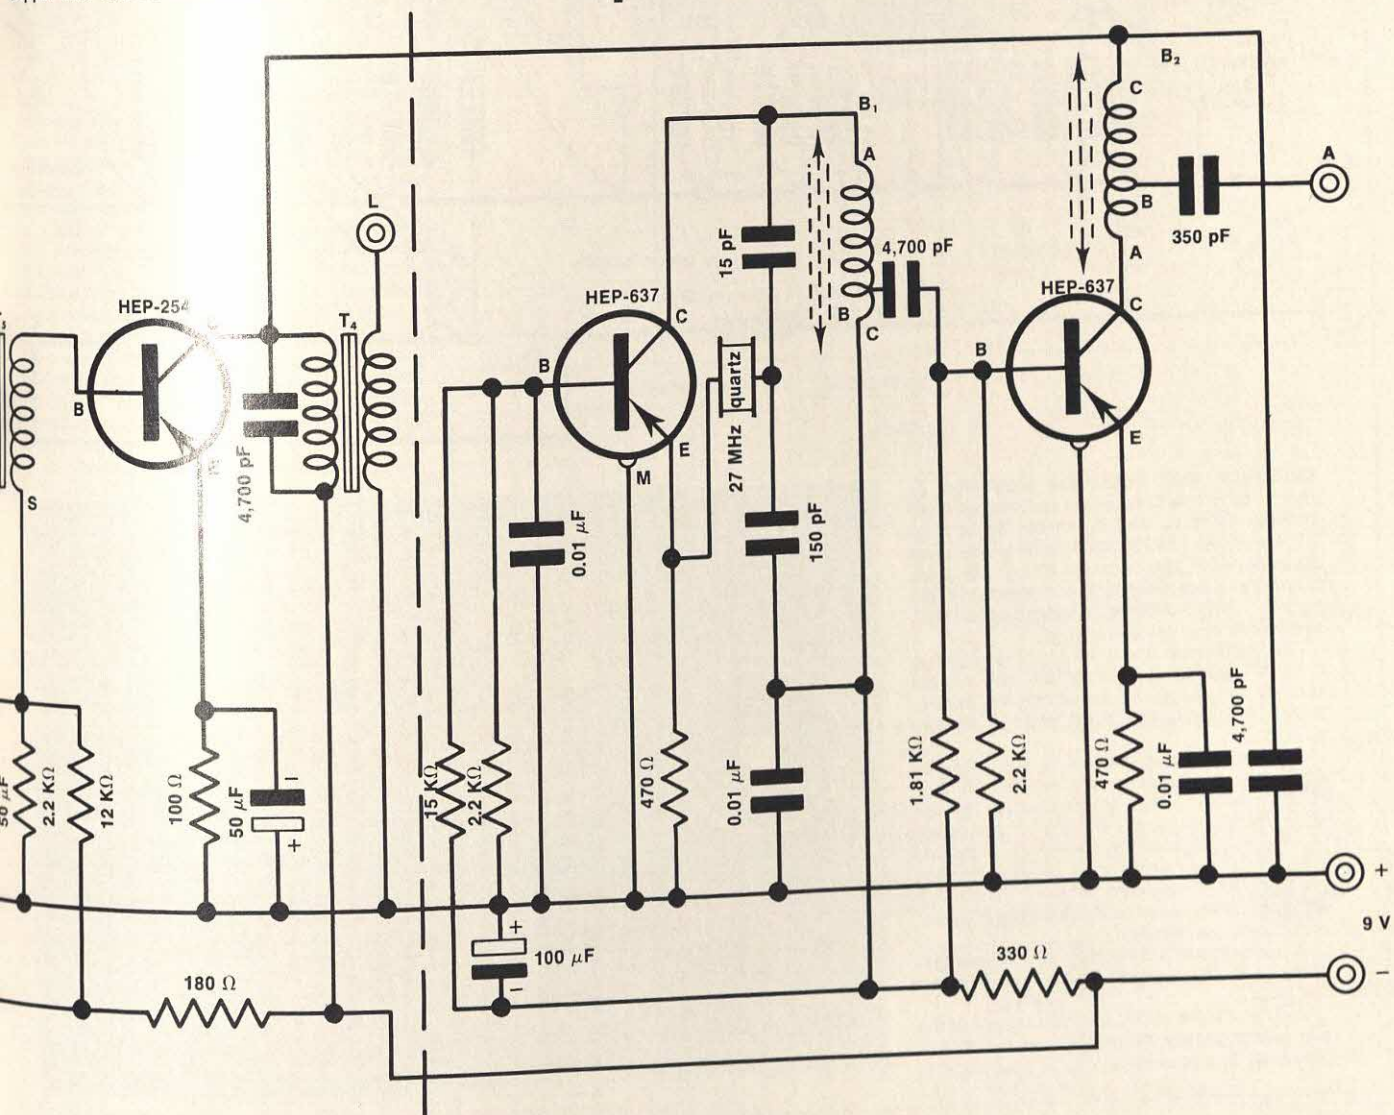 B₂
C
B₁
A
A
L
15 pF
B
350 pF
4,700 pF
A
HEP-254
HEP-637
HEP-637
C
T₄
C
B
C
B
B
quartz
27 MHz
B
E
E
M
S
4,700 pF
0.01 µF
150 pF
50 µF
2.2 KΩ
12 KΩ
100 Ω
50 µF
−
+
15 KΩ
2.2 KΩ
470 Ω
0.01 µF
1.81 KΩ
2.2 KΩ
470 Ω
0.01 µF
4,700 pF
+
9 V
−
+
100 µF
−
180 Ω
330 Ω